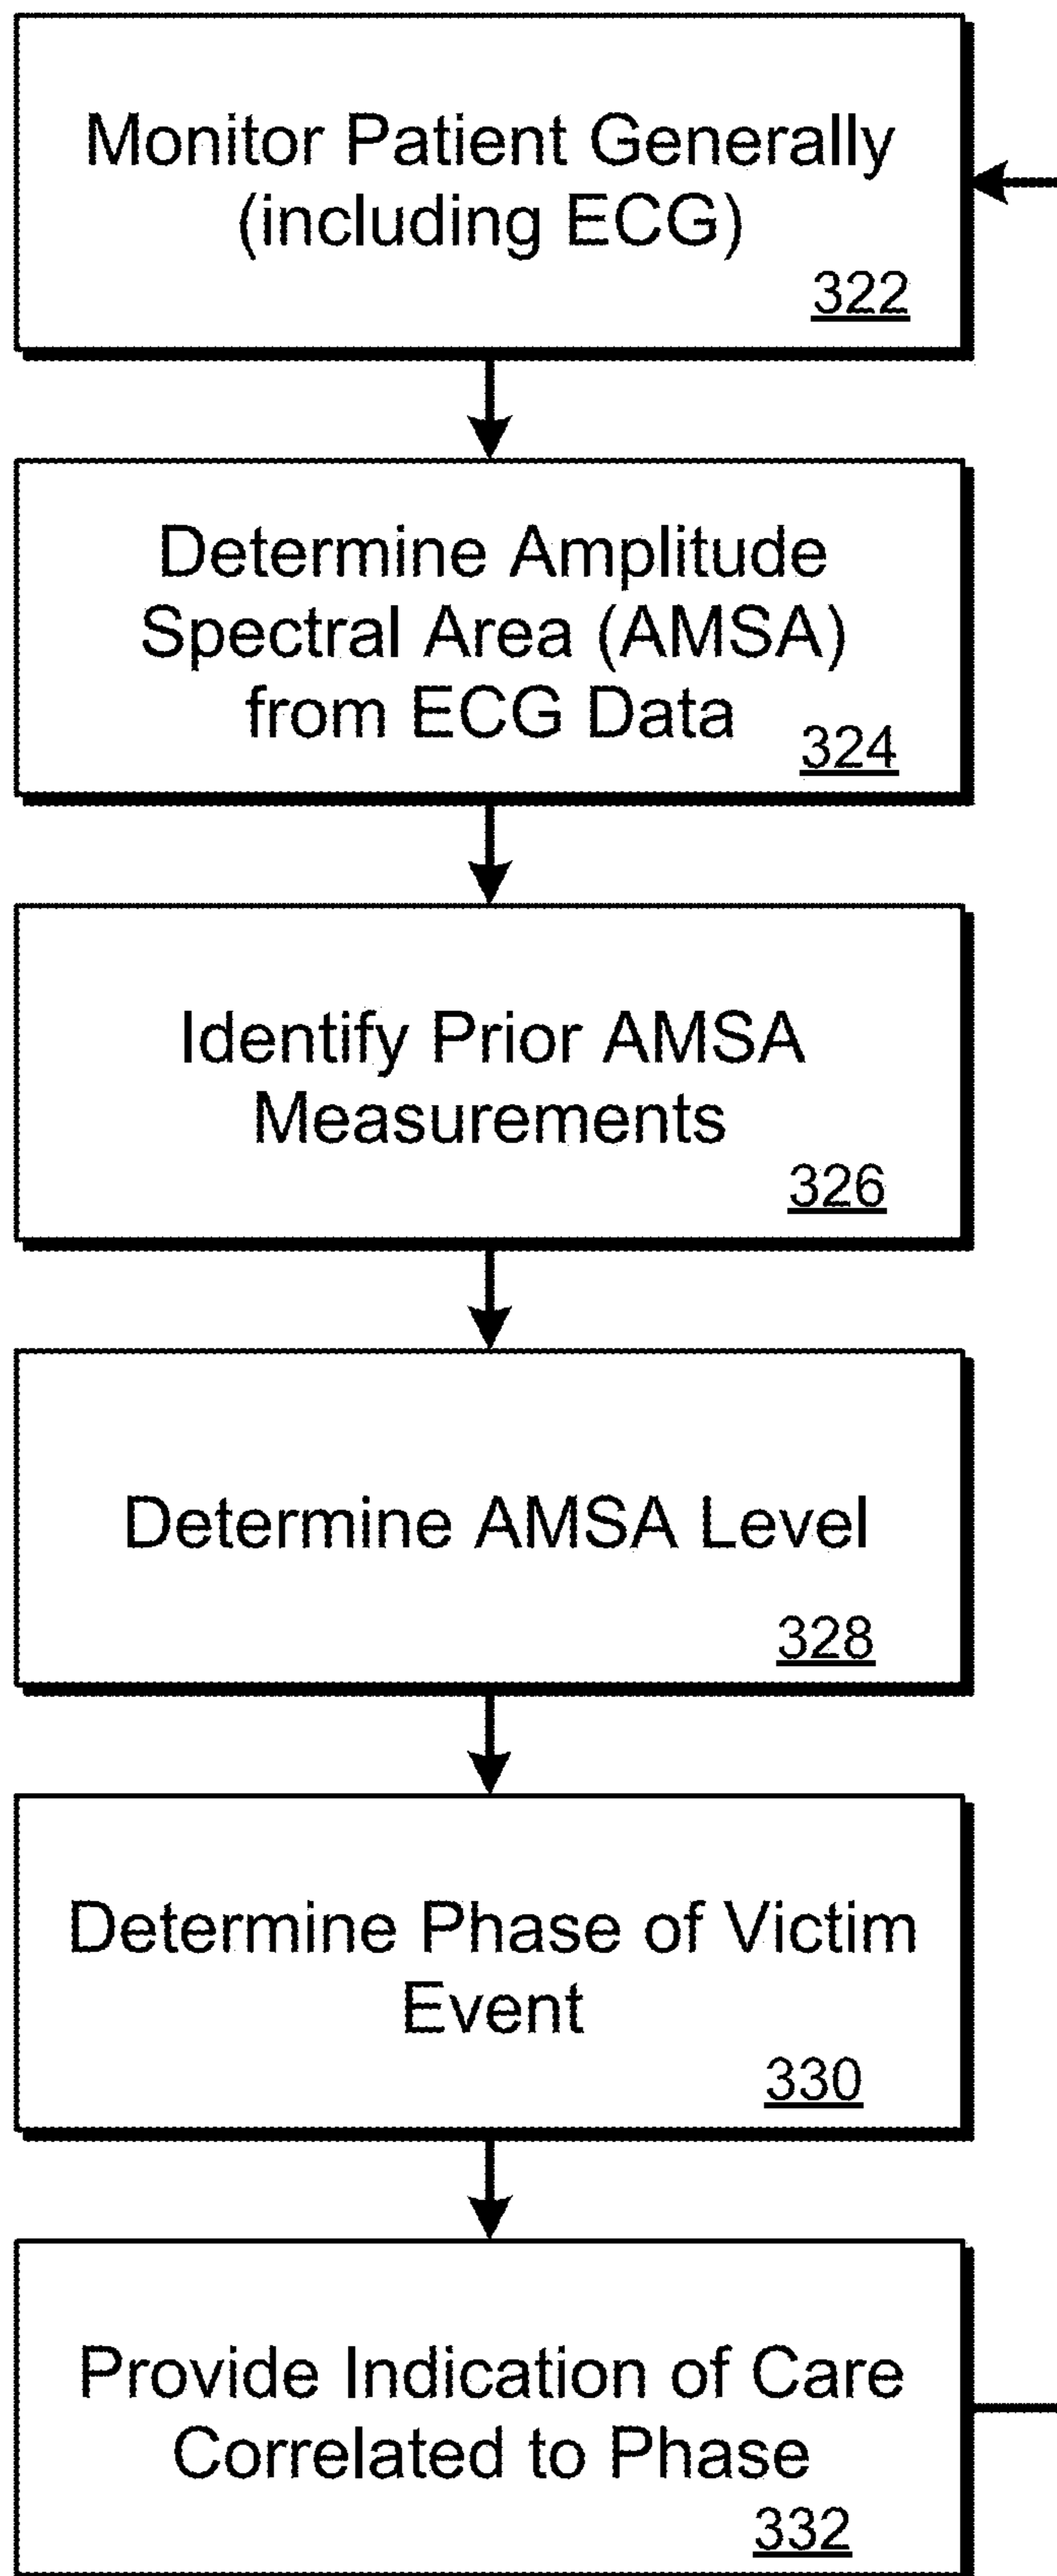 Monitor Patient Generally
(including ECG)
322
Determine Amplitude
Spectral Area (AMSA)
from ECG Data
324
Identify Prior AMSA
Measurements
326
Determine AMSA Level
328
Determine Phase of Victim
Event
330
Provide Indication of Care
Correlated to Phase
332